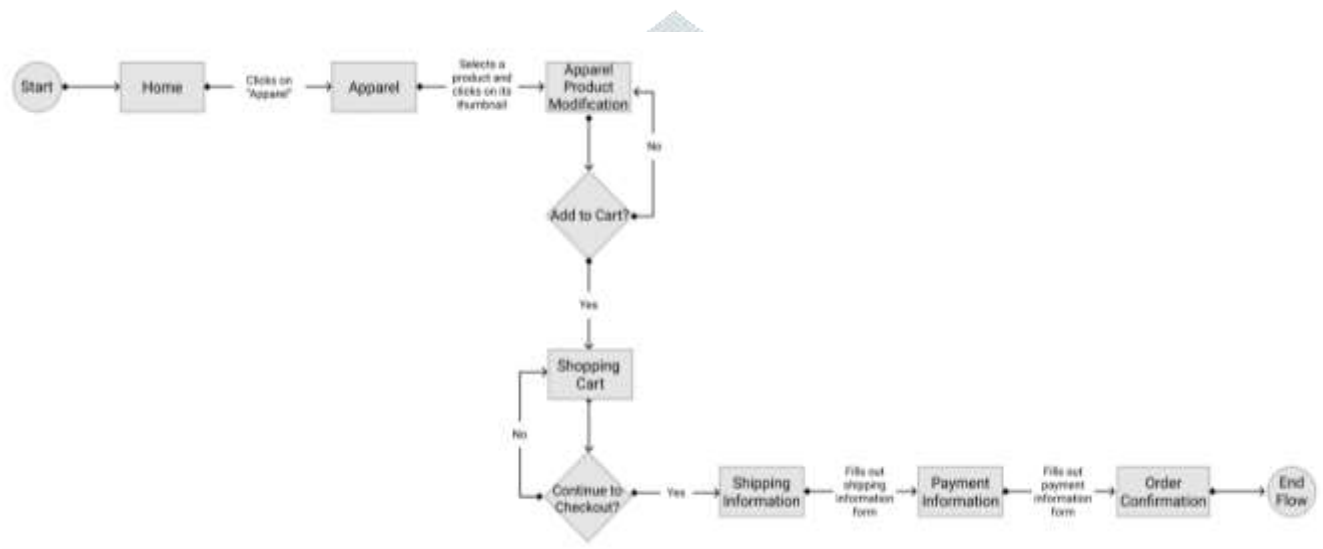 Start
Home
Clicks on
"Apparel"
Apparel
Selects a
product and
clicks on its
thumbnail
Apparel
Product
Modification
No
Add to Cart?
Yes
Shopping
Cart
No
Continue to
Checkout?
Yes
Shipping
Information
Fills out
shipping
information
form
Payment
Information
Fills out
payment
information
form
Order
Confirmation
End
Flow